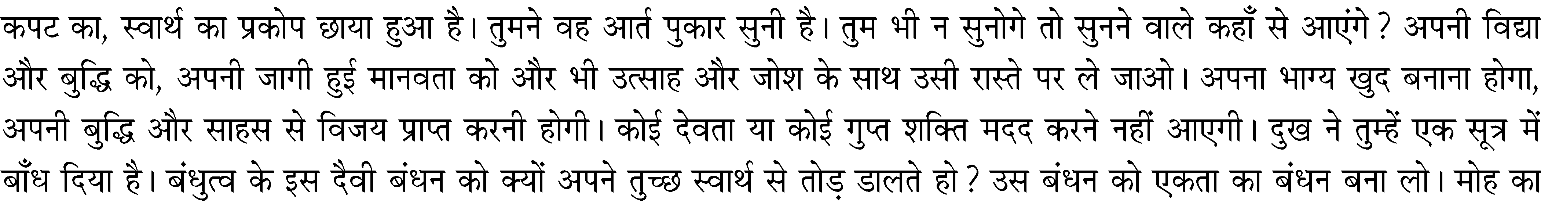 कपट का, स्वार्थ का प्रकोप छाया हुआ है। तुमने वह आर्त पुकार सुनी है। तुम भी न सुनोगे तो सुनने वाले कहाँ से आएंगे ? अपनी विद्या
और बुद्धि को, अपनी जागी हुई मानवता को और भी उत्साह और जोश के साथ उसी रास्ते पर ले जाओ। अपना भाग्य खुद बनाना होगा,
अपनी बुद्धि और साहस से विजय प्राप्त करनी होगी। कोई देवता या कोई गुप्त शक्ति मदद करने नहीं आएगी। दुख ने तुम्हें एक सूत्र में
बाँध दिया है। बंधुत्व के इस दैवी बंधन को क्यों अपने तुच्छ स्वार्थ से तोड़ डालते हो ? उस बंधन को एकता का बंधन बना लो। मोह का